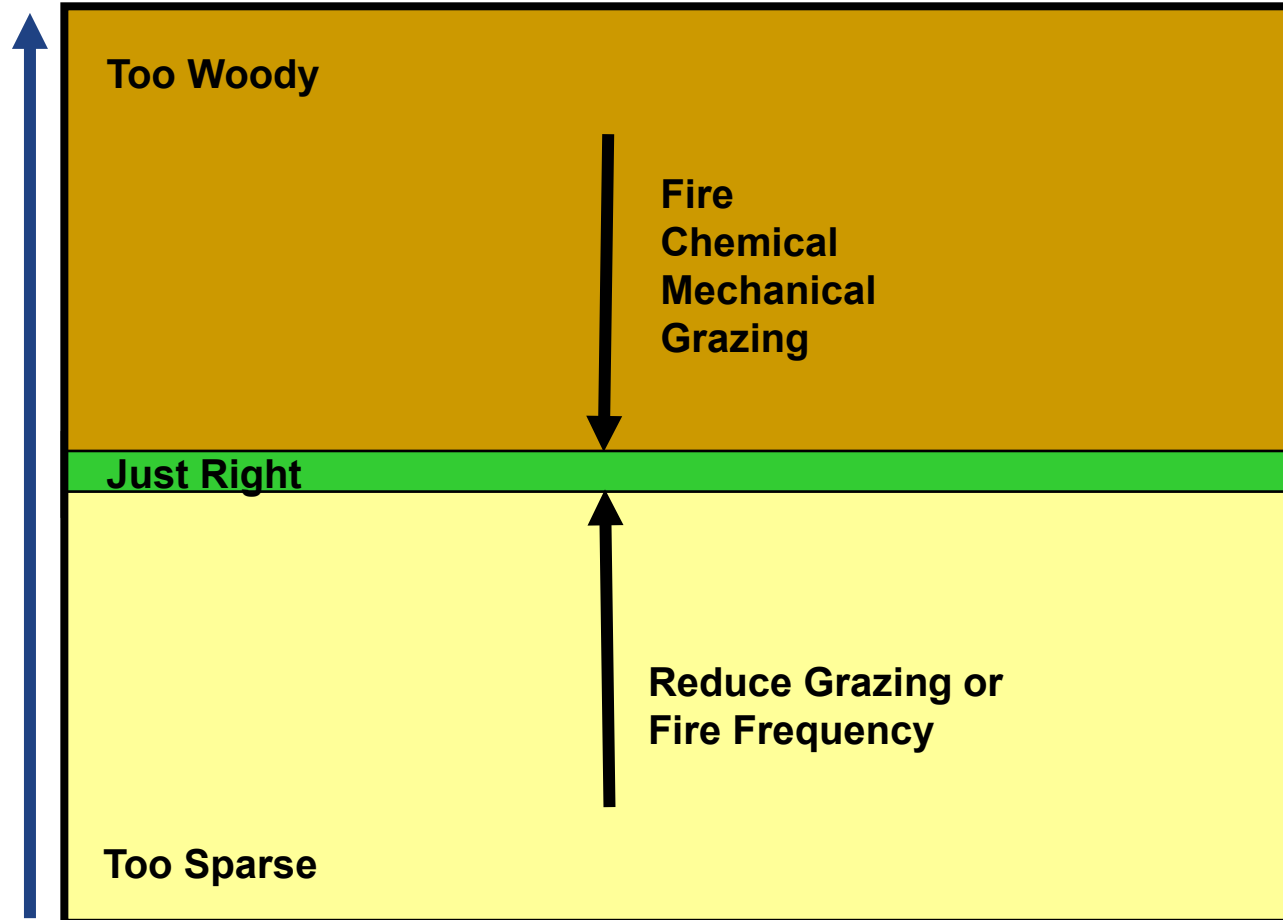 Too Woody
Fire
Chemical
Mechanical
Grazing
Just Right
Reduce Grazing or
Fire Frequency
Too Sparse